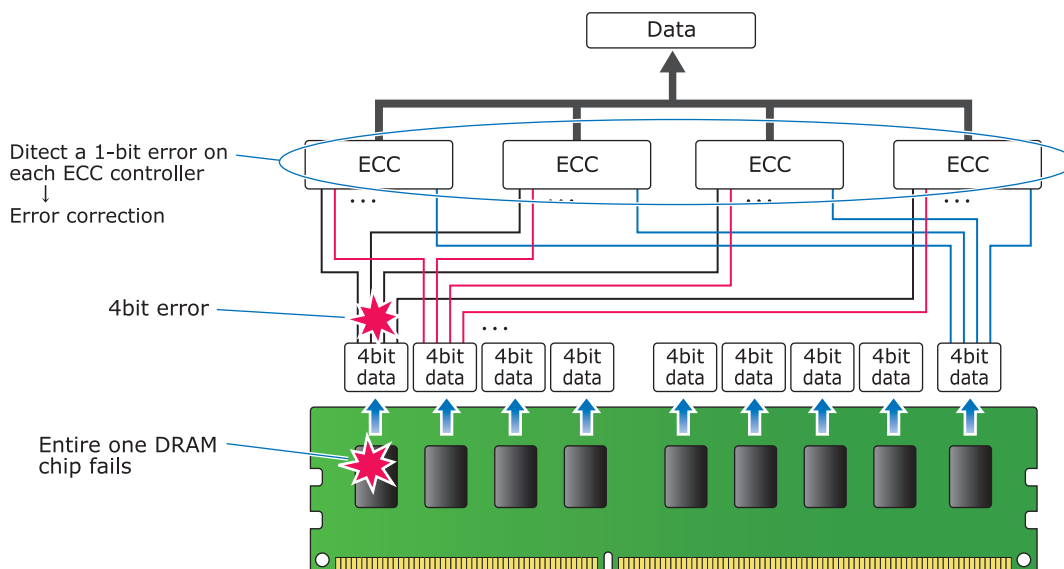 Data
Ditect a 1-bit error on
each ECC controller
↓
Error correction
ECC
ECC
ECC
ECC
...
...
...
...
4bit error
...
4bit
data
4bit
data
4bit
data
4bit
data
4bit
data
4bit
data
4bit
data
4bit
data
4bit
data
Entire one DRAM
chip fails